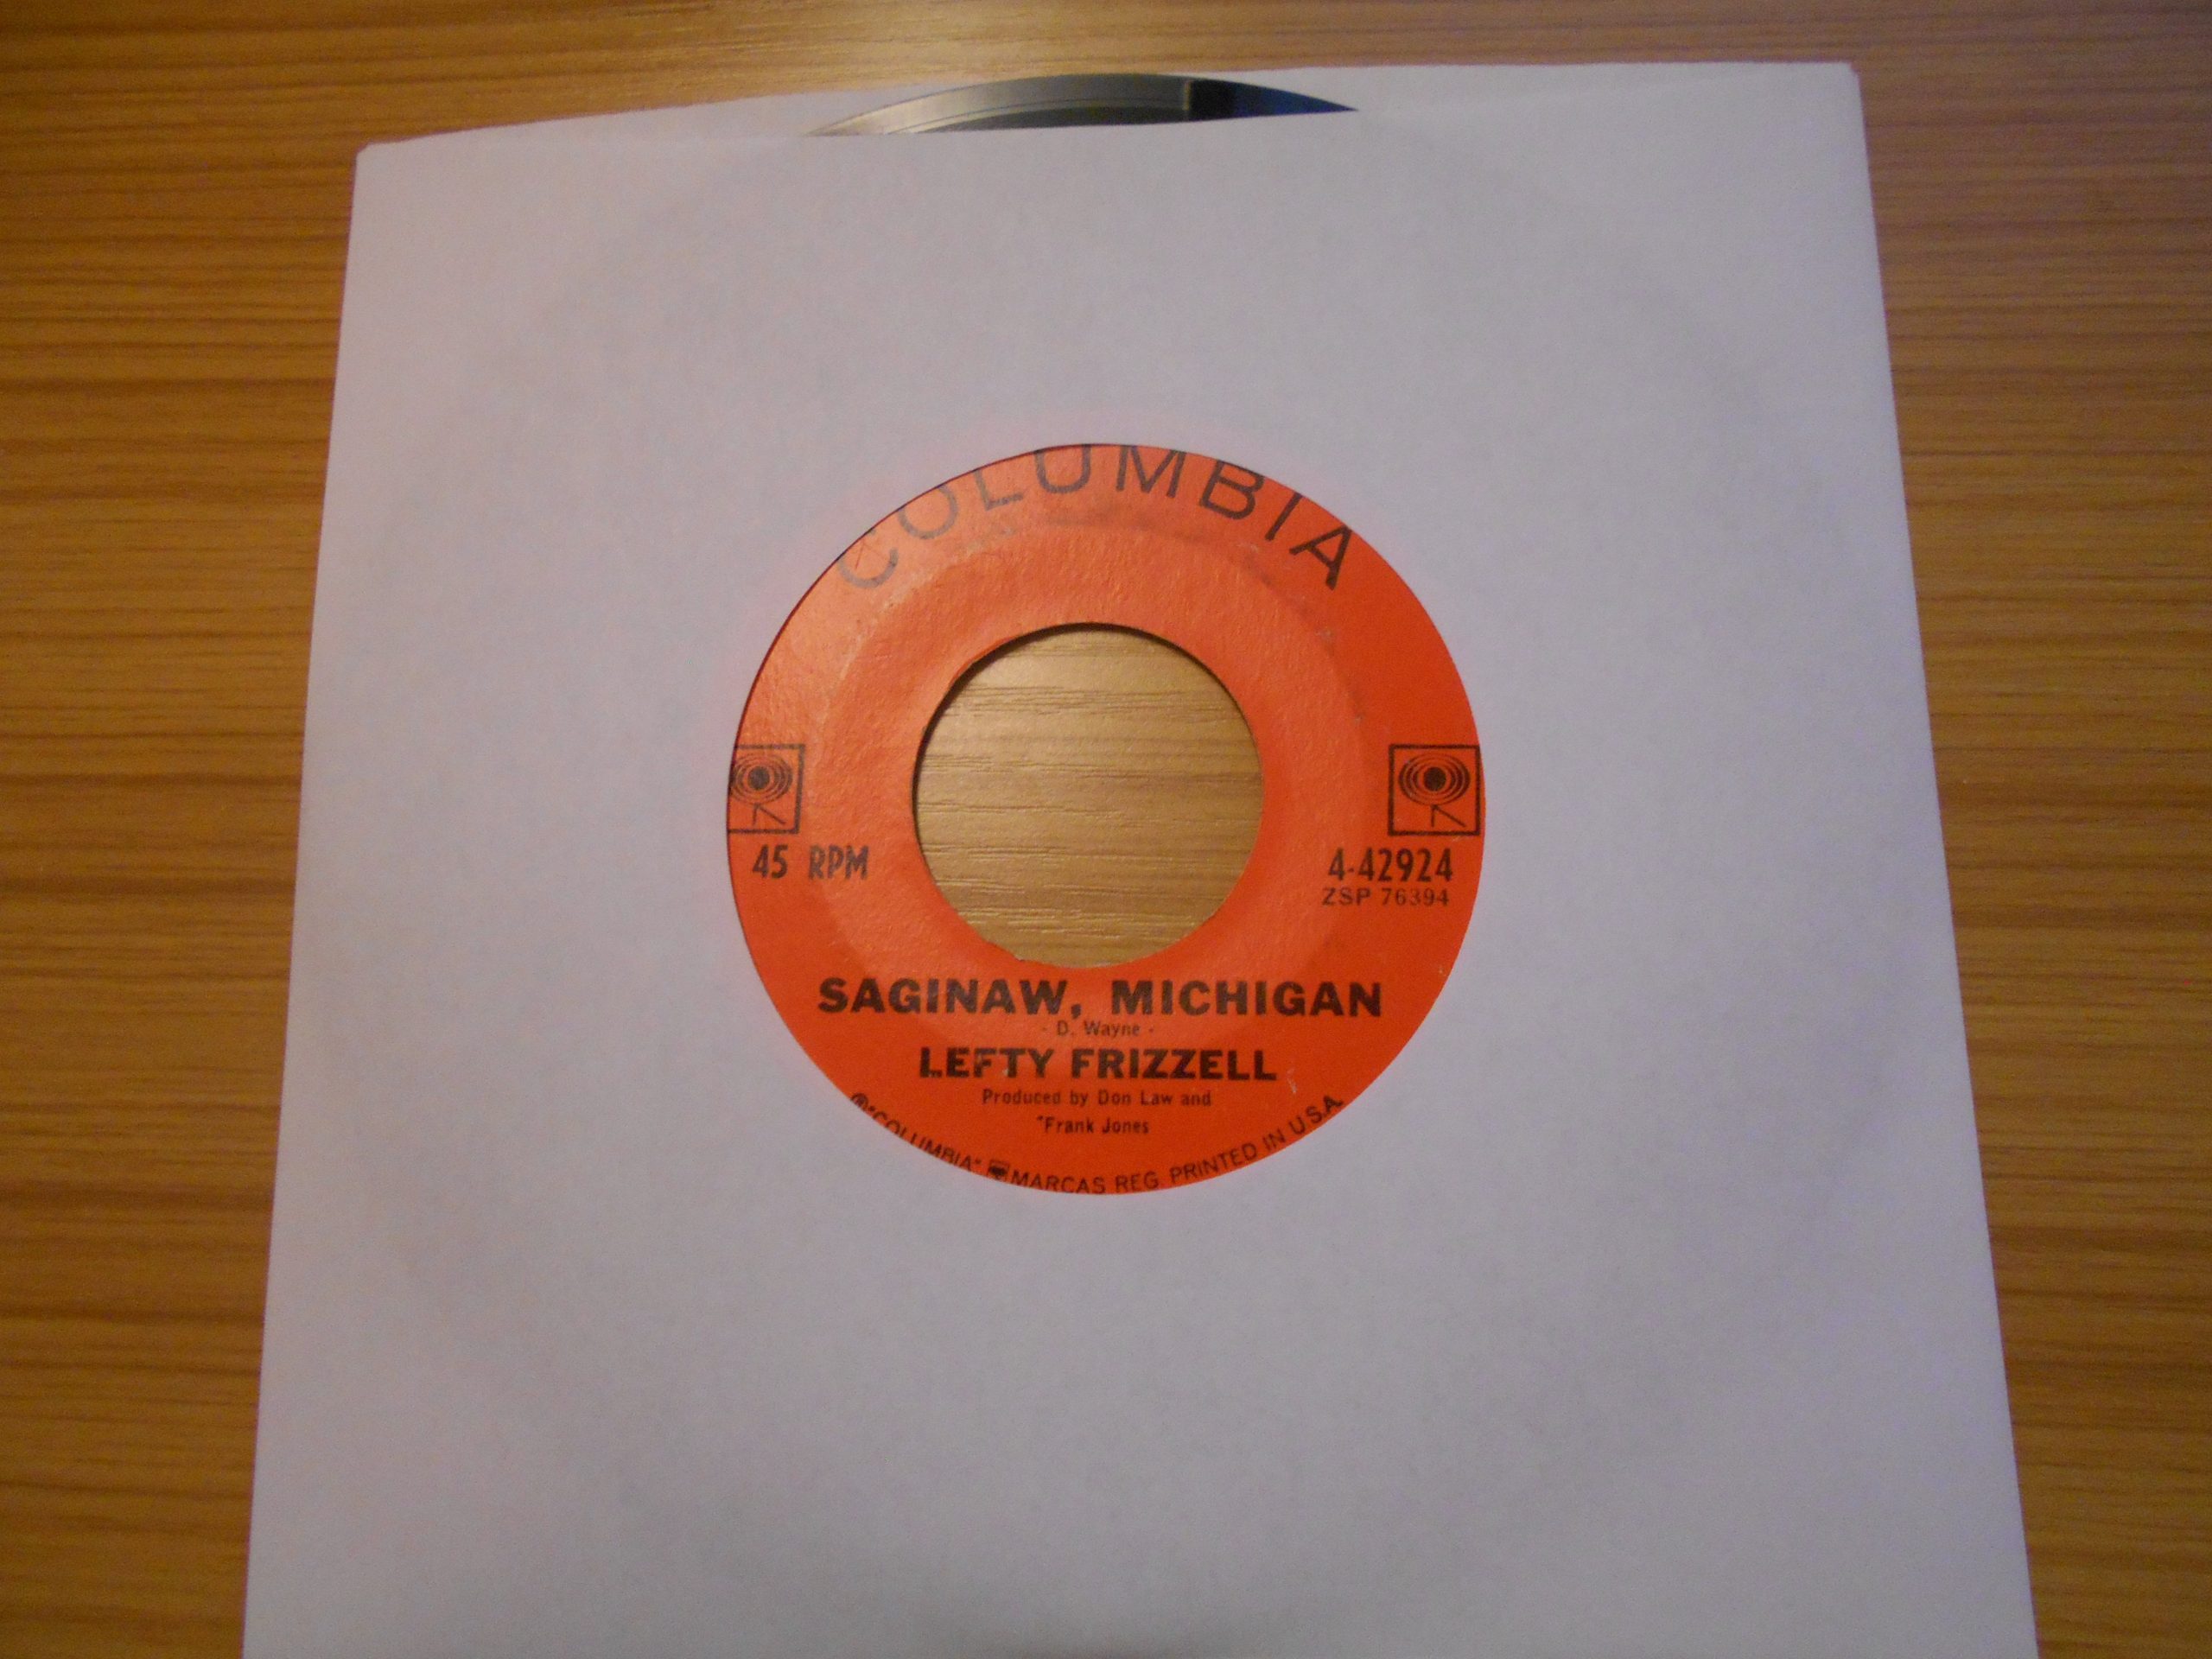 COLUMBIA
45 RPM
4-42924
ZSP 76394
SAGINAW, MICHIGAN
- D. Wayne -
LEFTY FRIZZELL
Produced by Don Law and
"Frank Jones
® "COLUMBIA" MARCAS REG. PRINTED IN U.S.A.